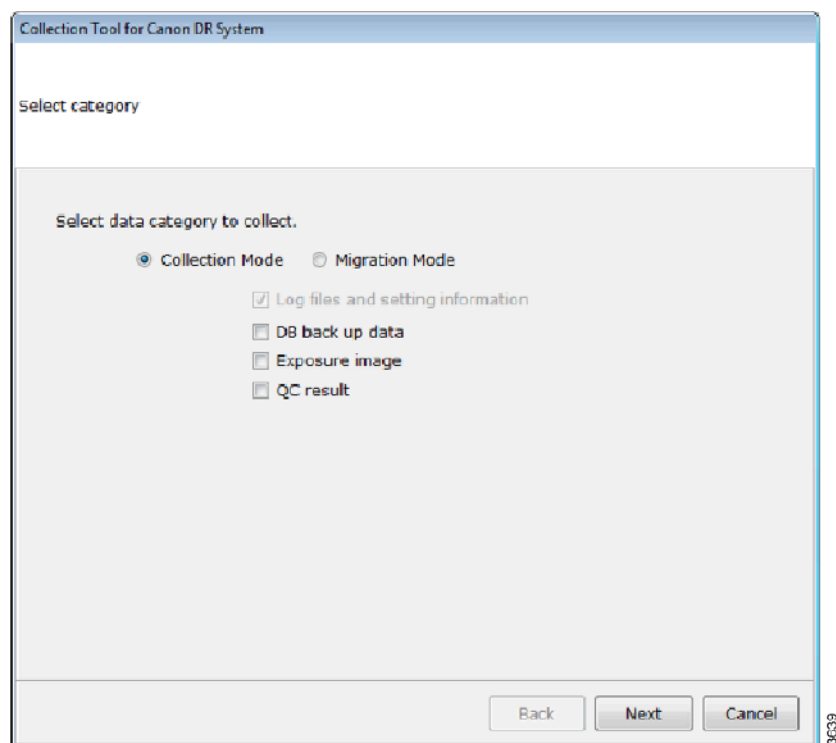 Collection Tool for Canon DR System
Select category
Select data category to collect.
Collection Mode Migration Mode
Log files and setting information
DB back up data
Exposure image
QC result
Back Next Cancel